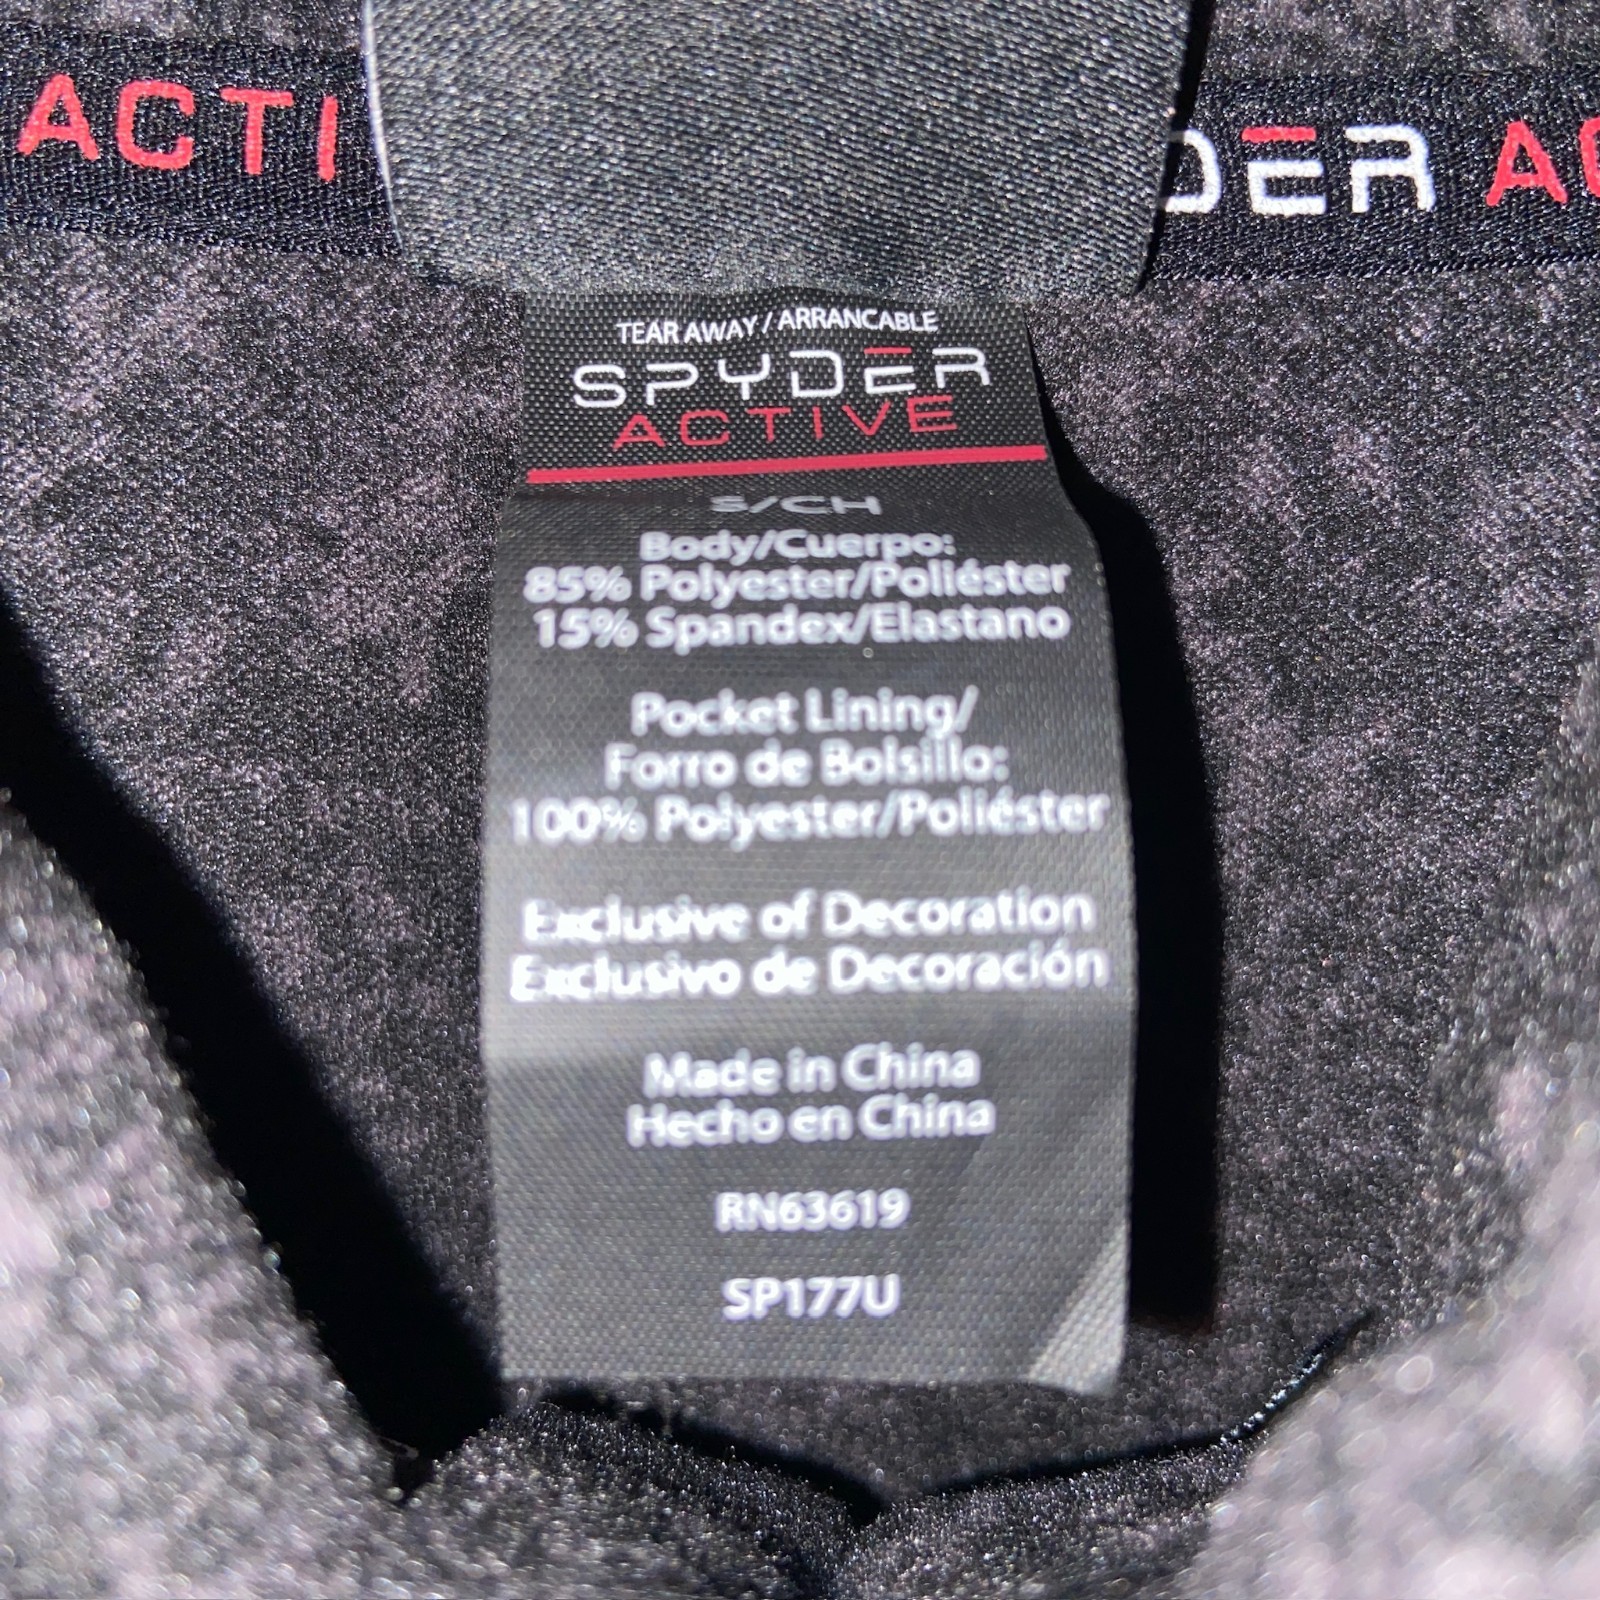 ACTI
DER AC
TEAR AWAY / ARRANCABLE
SPYDER
ACTIVE
S/CH
Body/Cuerpo:
85% Polyester/Poliéster
15% Spandex/Elastano
Pocket Lining/
Forro de Bolsillo:
100% Polyester/Poliéster
Exclusive of Decoration
Exclusivo de Decoración
Made in China
Hecho en China
RN63619
SP177U